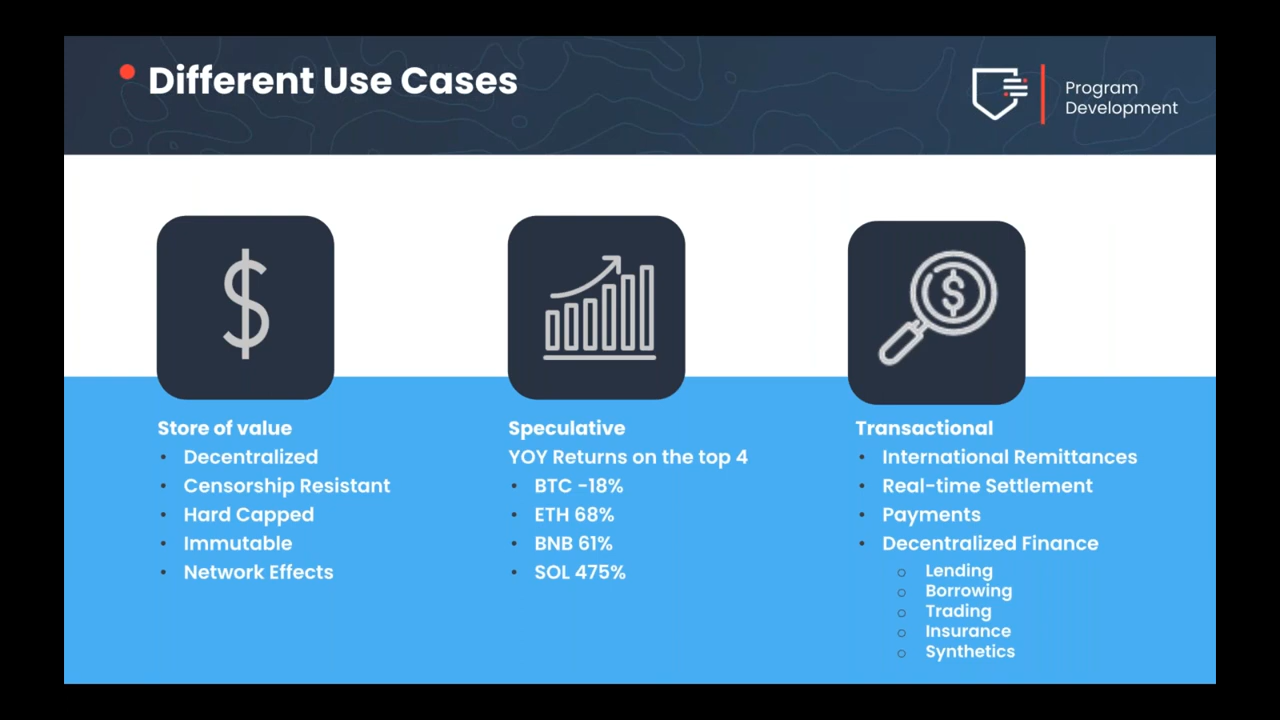 Different Use Cases
Program
Development
Store of value
• Decentralized
• Censorship Resistant
• Hard Capped
• Immutable
• Network Effects
Speculative
YOY Returns on the top 4
• BTC -18%
• ETH 68%
• BNB 61%
• SOL 475%
Transactional
• International Remittances
• Real-time Settlement
• Payments
• Decentralized Finance
○ Lending
○ Borrowing
○ Trading
○ Insurance
○ Synthetics